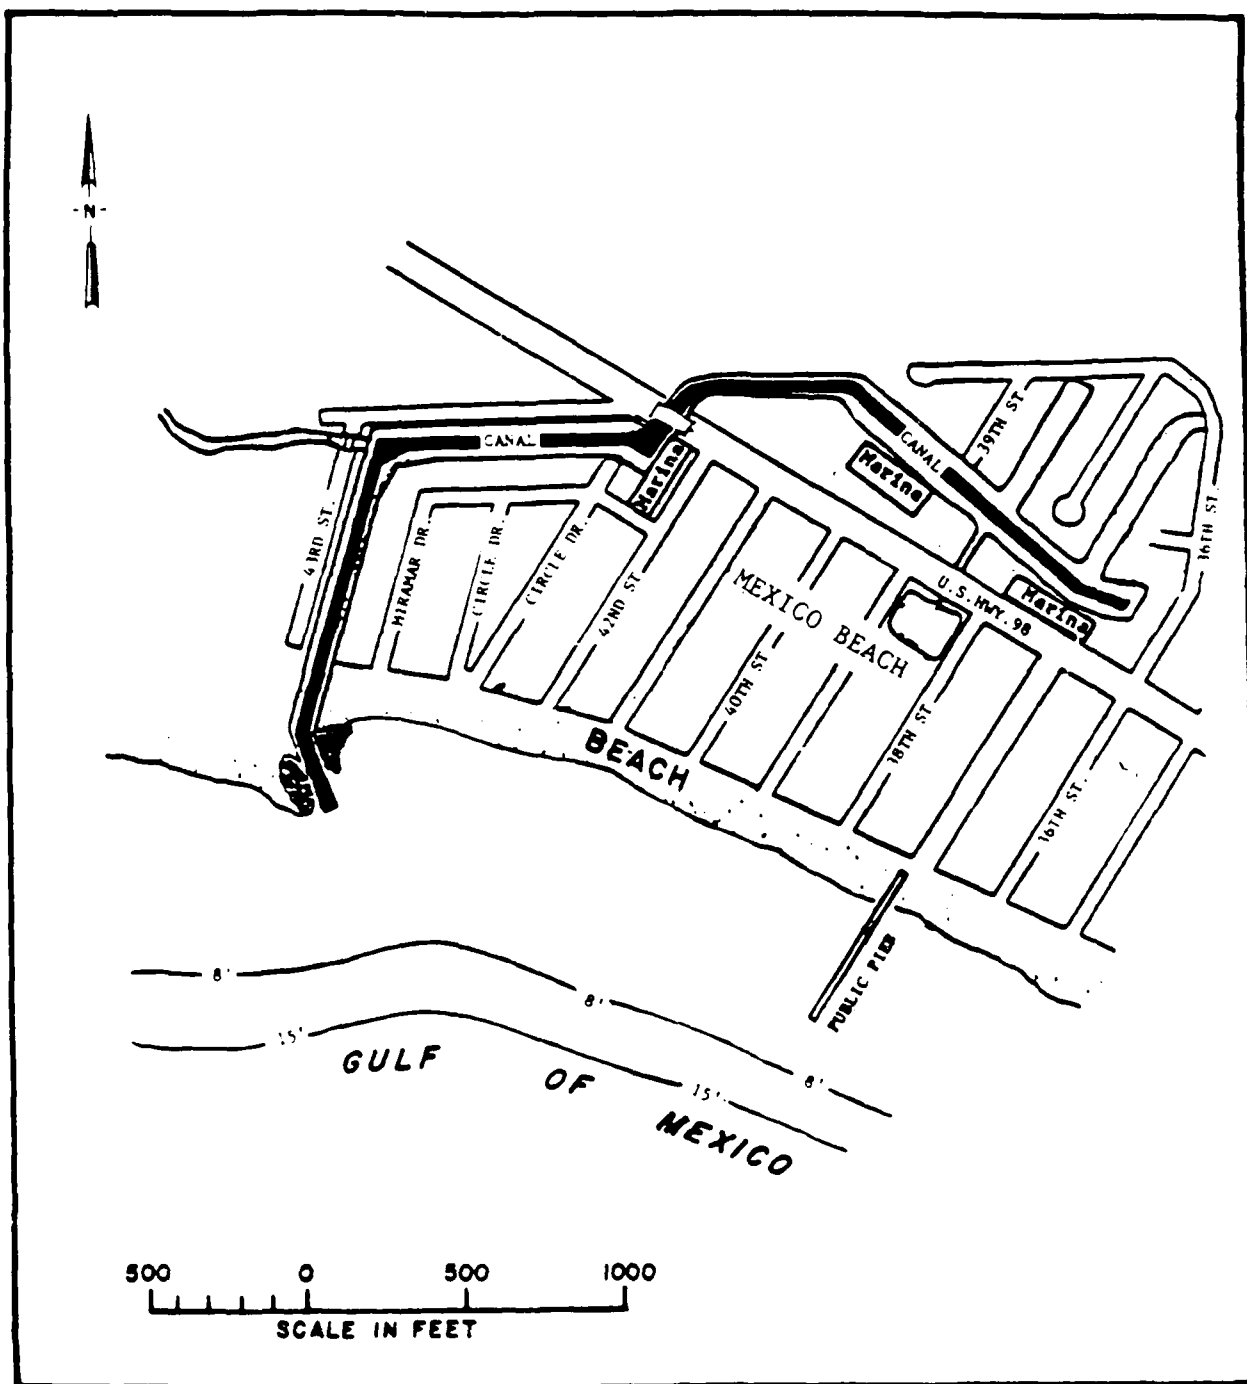 N
CANAL
CANAL
39TH ST.
Marina
Marina
Marina
43RD ST.
MIRAMAR DR.
CIRCLE DR.
CIRCLE DR.
42ND ST
MEXICO BEACH
U.S. HWY. 98
36TH ST.
40TH ST
38TH ST
36TH ST.
BEACH
PUBLIC PIER
8'
8'
8'
15'
15'
GULF OF MEXICO
500 0 500 1000
SCALE IN FEET